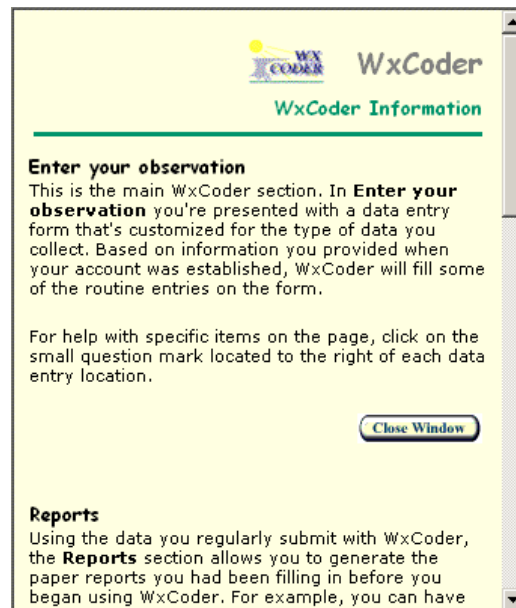 WX
CODER
WxCoder
WxCoder Information
Enter your observation
This is the main WxCoder section. In Enter your
observation you're presented with a data entry
form that's customized for the type of data you
collect. Based on information you provided when
your account was established, WxCoder will fill some
of the routine entries on the form.
For help with specific items on the page, click on the
small question mark located to the right of each data
entry location.
Close Window
Reports
Using the data you regularly submit with WxCoder,
the Reports section allows you to generate the
paper reports you had been filling in before you
began using WxCoder. For example, you can have